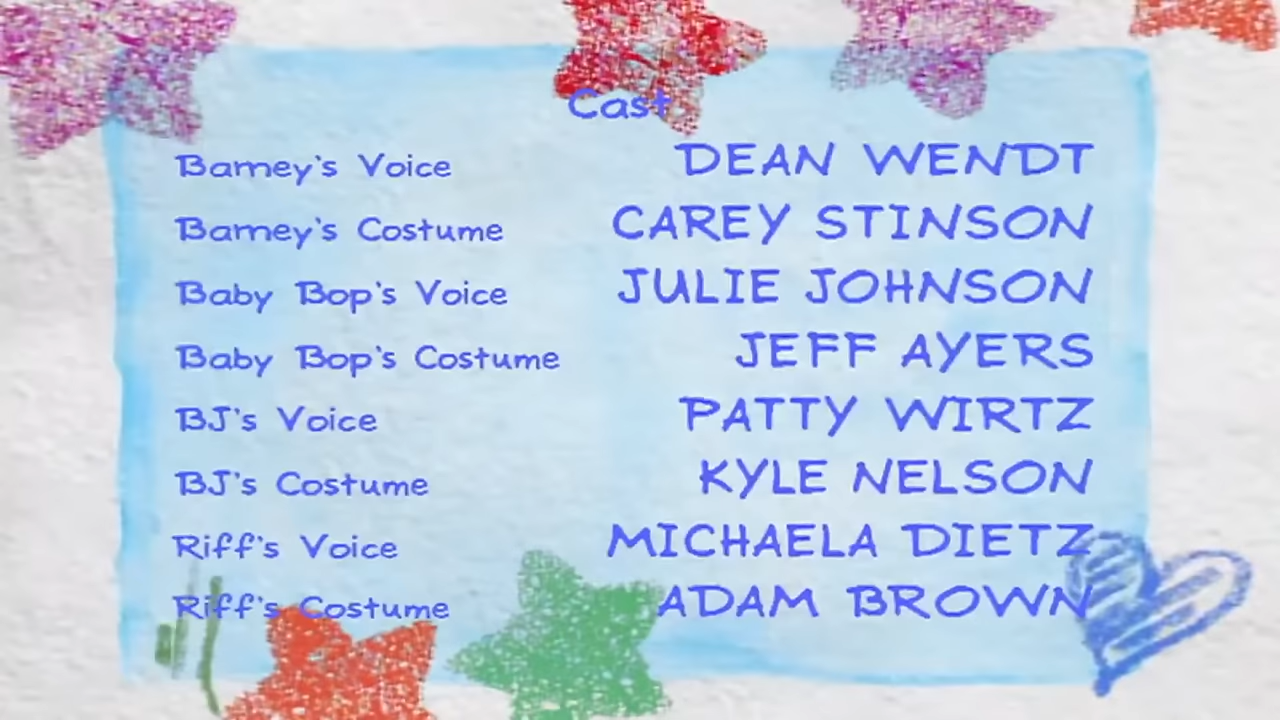 Cast
Barney's Voice DEAN WENDT
Barney's Costume CAREY STINSON
Baby Bop's Voice JULIE JOHNSON
Baby Bop's Costume JEFF AYERS
BJ's Voice PATTY WIRTZ
BJ's Costume KYLE NELSON
Riff's Voice MICHAELA DIETZ
Riff's Costume ADAM BROWN